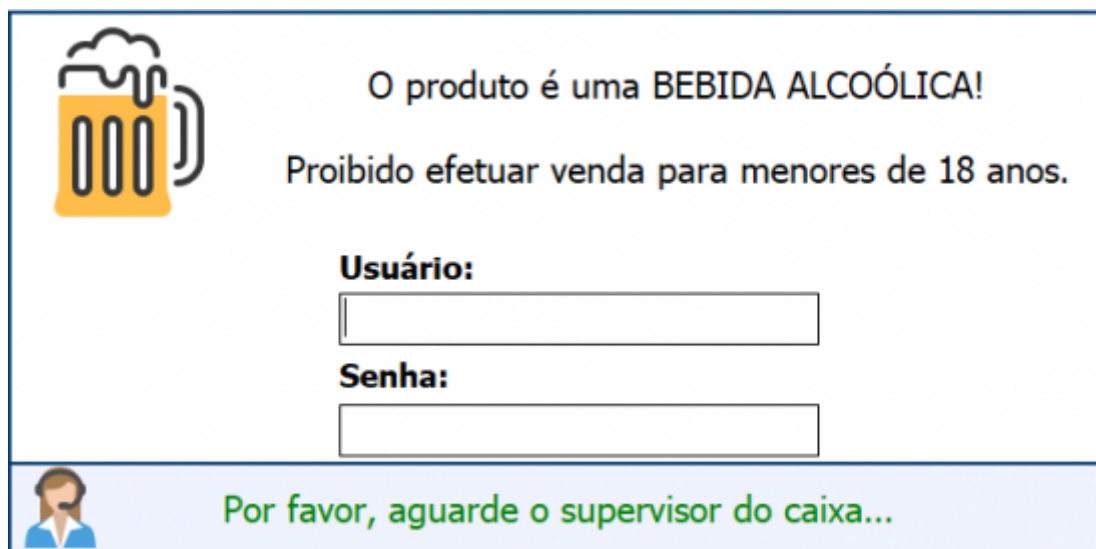 O produto é uma BEBIDA ALCOÓLICA!
Proibido efetuar venda para menores de 18 anos.
Usuário:
Senha:
Por favor, aguarde o supervisor do caixa...